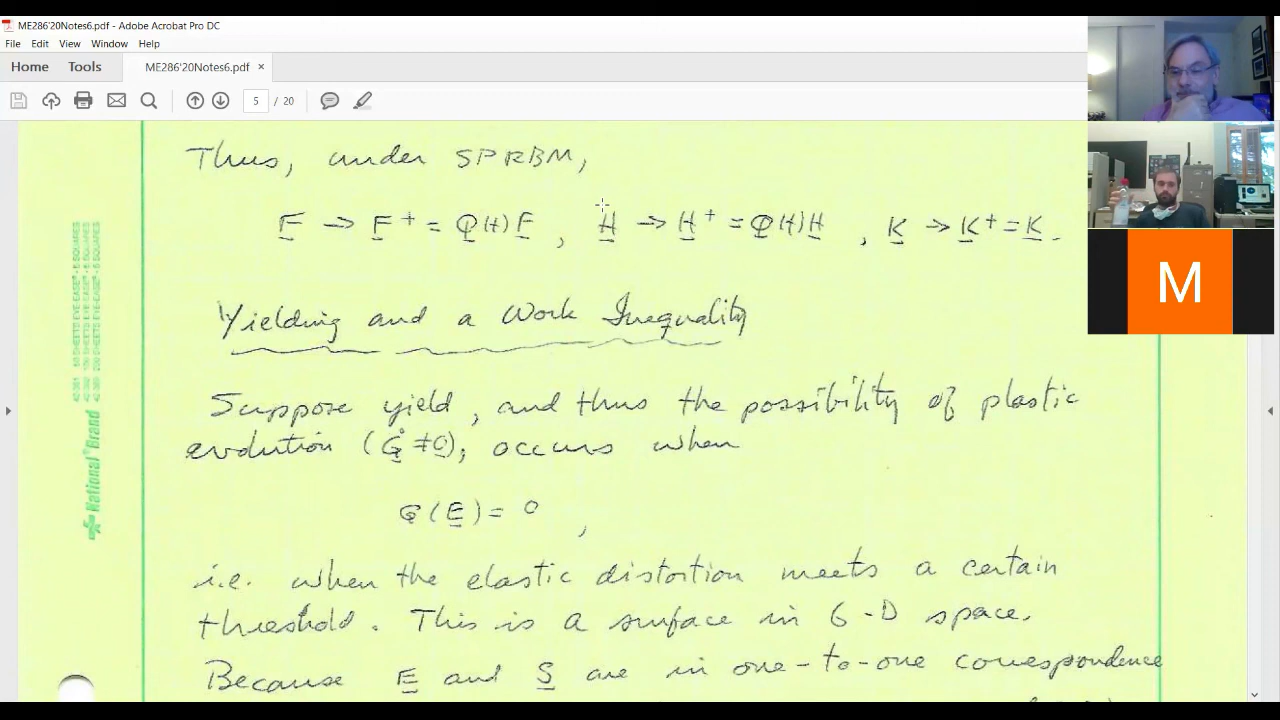 ME286'20Notes6.pdf - Adobe Acrobat Pro DC
File Edit View Window Help
Home Tools ME286'20Notes6.pdf ×
5 / 20
Thus, under SPRBM,
F → F⁺ = Q(t)F, H → H⁺ = Q(t)H, K → K⁺ = K.
Yielding and a Work Inequality
Suppose yield, and thus the possibility of plastic
evolution (Ġ ≠ 0), occurs when
G(E) = 0,
i.e. when the elastic distortion meets a certain
threshold. This is a surface in 6-D space.
Because E and S are in one-to-one correspondence
National® Brand
M